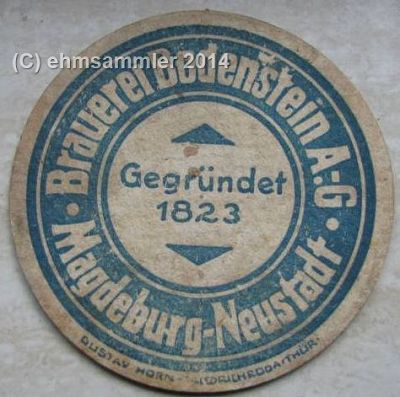 (C) ehmsammler 2014
Brauerei Bodenstein A.-G
Gegründet
1823
Magdeburg-Neustadt
GUSTAV HORN